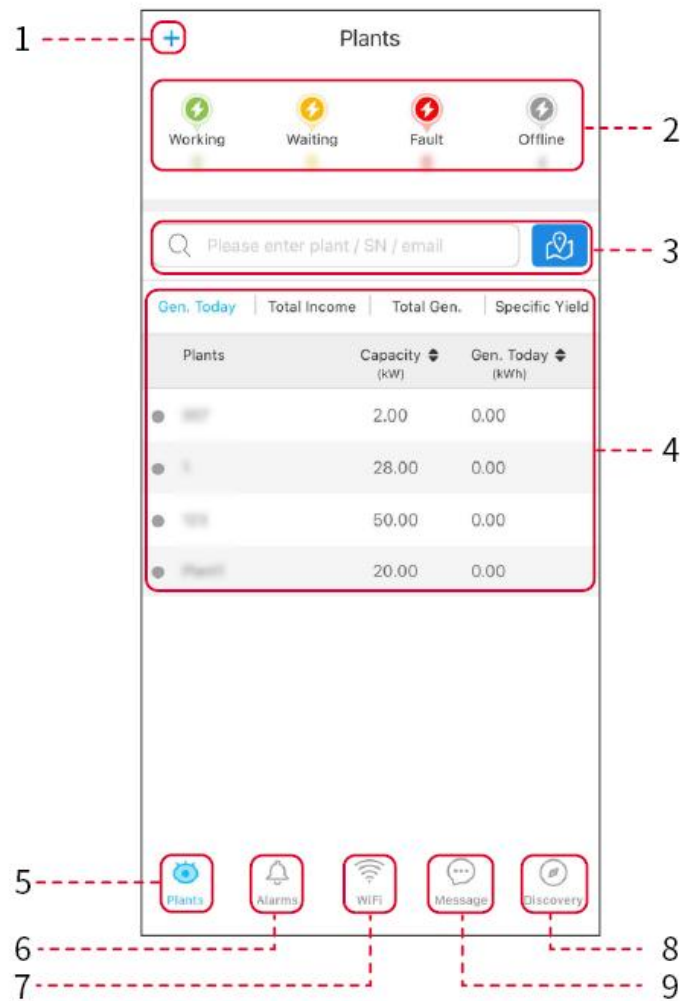 1
+ Plants
Working Waiting Fault Offline
2
Please enter plant / SN / email
3
Gen. Today Total Income Total Gen. Specific Yield
Plants Capacity Gen. Today
(kW) (kWh)
2.00 0.00
4
28.00 0.00
50.00 0.00
20.00 0.00
5
Plants Alarms WiFi Message Discovery
6 8
7 9